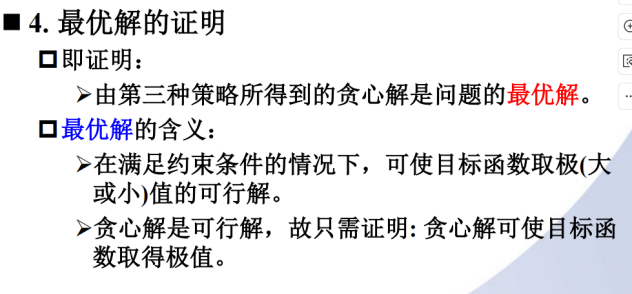 4. 最优解的证明
即证明：
由第三种策略所得到的贪心解是问题的最优解。
最优解的含义：
在满足约束条件的情况下，可使目标函数取极(大
或小)值的可行解。
贪心解是可行解，故只需证明: 贪心解可使目标函
数取得极值。